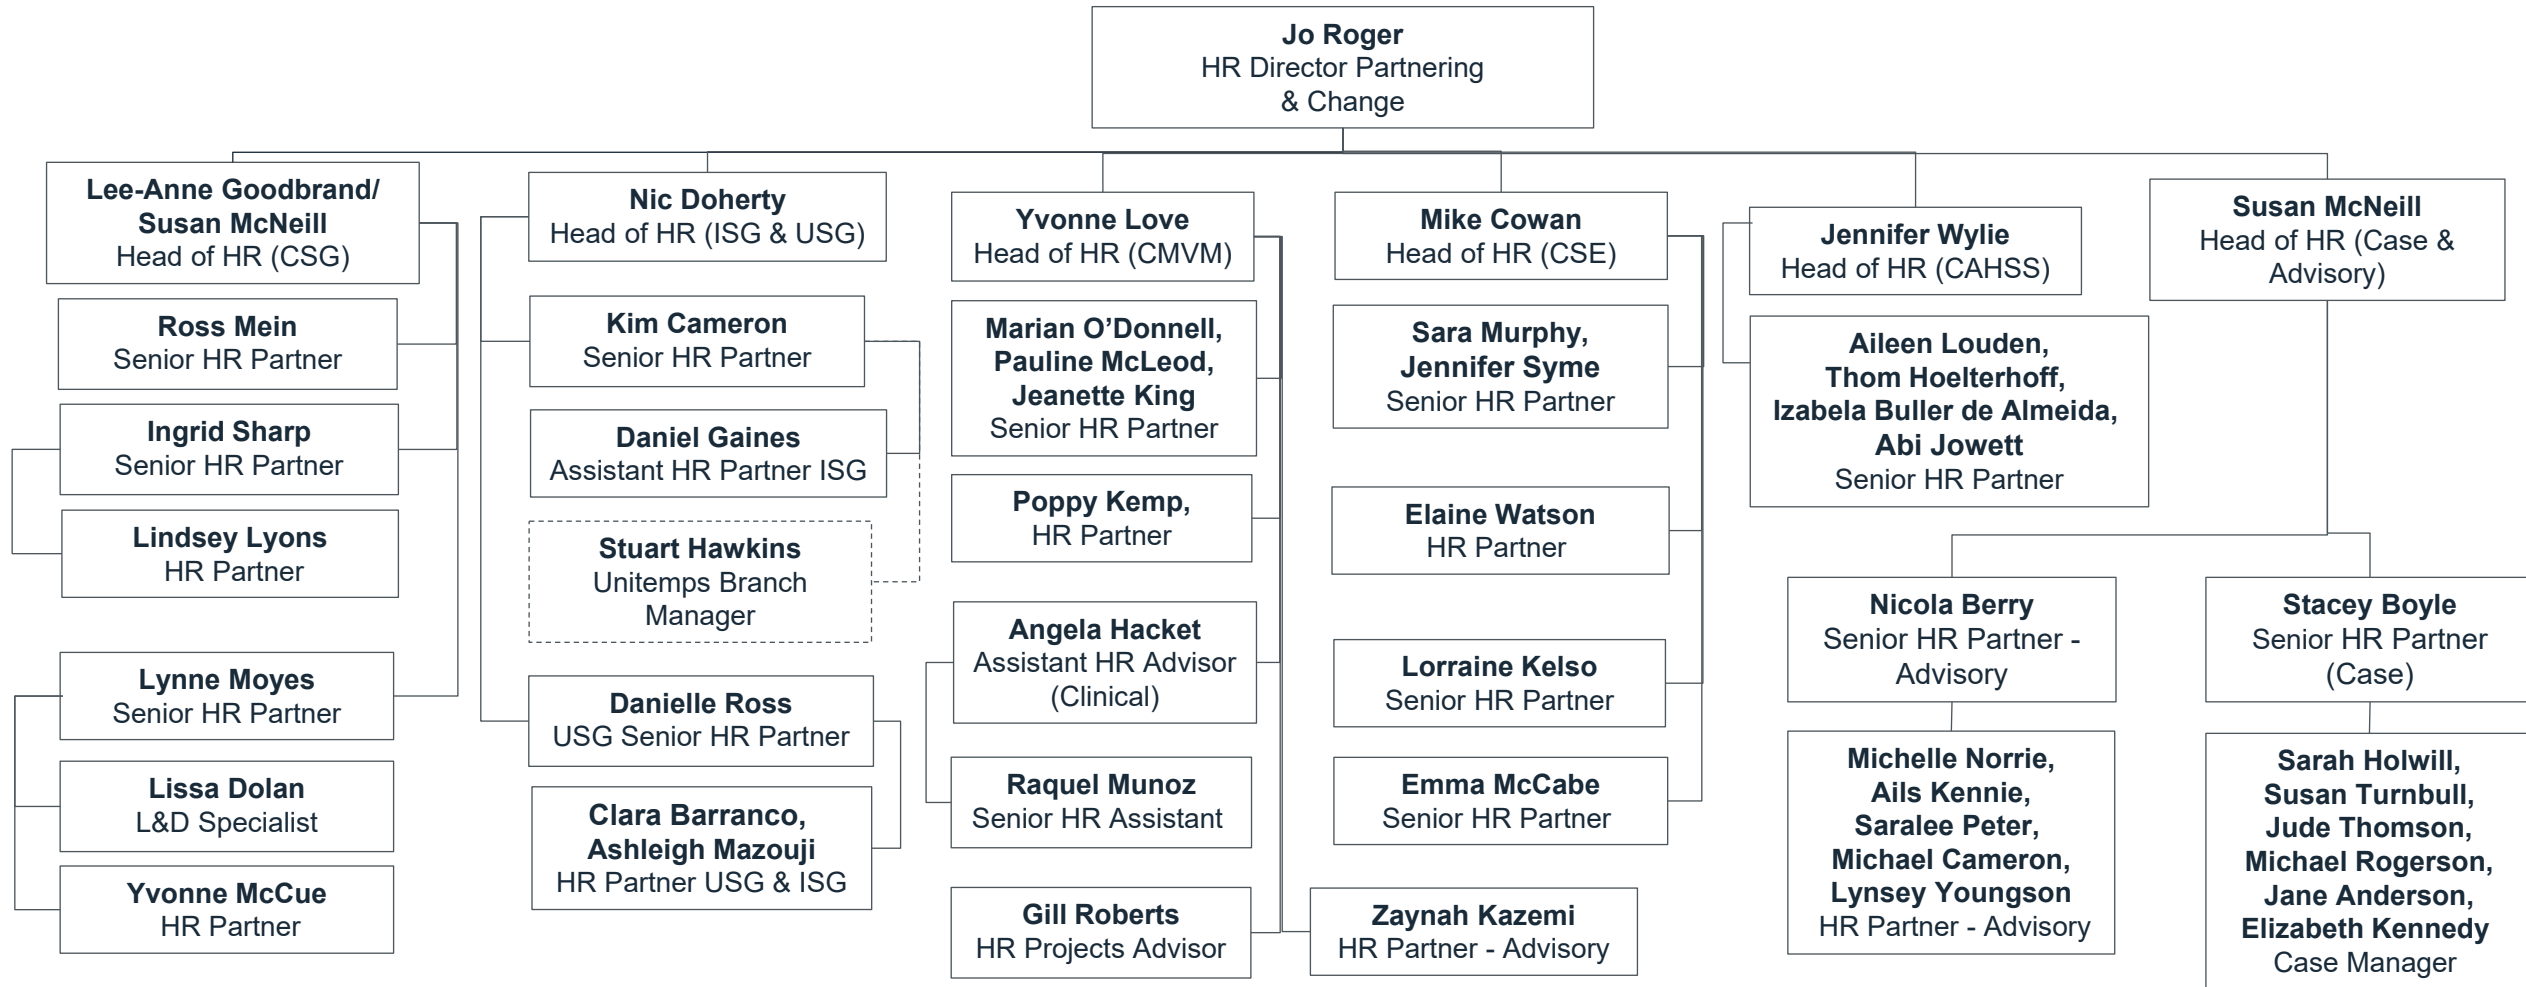 Jo Roger
HR Director Partnering
& Change
Lee-Anne Goodbrand/
Susan McNeill
Head of HR (CSG)
Ross Mein
Senior HR Partner
Ingrid Sharp
Senior HR Partner
Lindsey Lyons
HR Partner
Lynne Moyes
Senior HR Partner
Lissa Dolan
L&D Specialist
Yvonne McCue
HR Partner
Nic Doherty
Head of HR (ISG & USG)
Kim Cameron
Senior HR Partner
Daniel Gaines
Assistant HR Partner ISG
Stuart Hawkins
Unitemps Branch
Manager
Danielle Ross
USG Senior HR Partner
Clara Barranco,
Ashleigh Mazouji
HR Partner USG & ISG
Yvonne Love
Head of HR (CMVM)
Marian O’Donnell,
Pauline McLeod,
Jeanette King
Senior HR Partner
Poppy Kemp,
HR Partner
Angela Hacket
Assistant HR Advisor
(Clinical)
Raquel Munoz
Senior HR Assistant
Gill Roberts
HR Projects Advisor
Zaynah Kazemi
HR Partner - Advisory
Mike Cowan
Head of HR (CSE)
Sara Murphy,
Jennifer Syme
Senior HR Partner
Elaine Watson
HR Partner
Lorraine Kelso
Senior HR Partner
Emma McCabe
Senior HR Partner
Jennifer Wylie
Head of HR (CAHSS)
Aileen Louden,
Thom Hoelterhoff,
Izabela Buller de Almeida,
Abi Jowett
Senior HR Partner
Susan McNeill
Head of HR (Case &
Advisory)
Nicola Berry
Senior HR Partner -
Advisory
Michelle Norrie,
Ails Kennie,
Saralee Peter,
Michael Cameron,
Lynsey Youngson
HR Partner - Advisory
Stacey Boyle
Senior HR Partner
(Case)
Sarah Holwill,
Susan Turnbull,
Jude Thomson,
Michael Rogerson,
Jane Anderson,
Elizabeth Kennedy
Case Manager